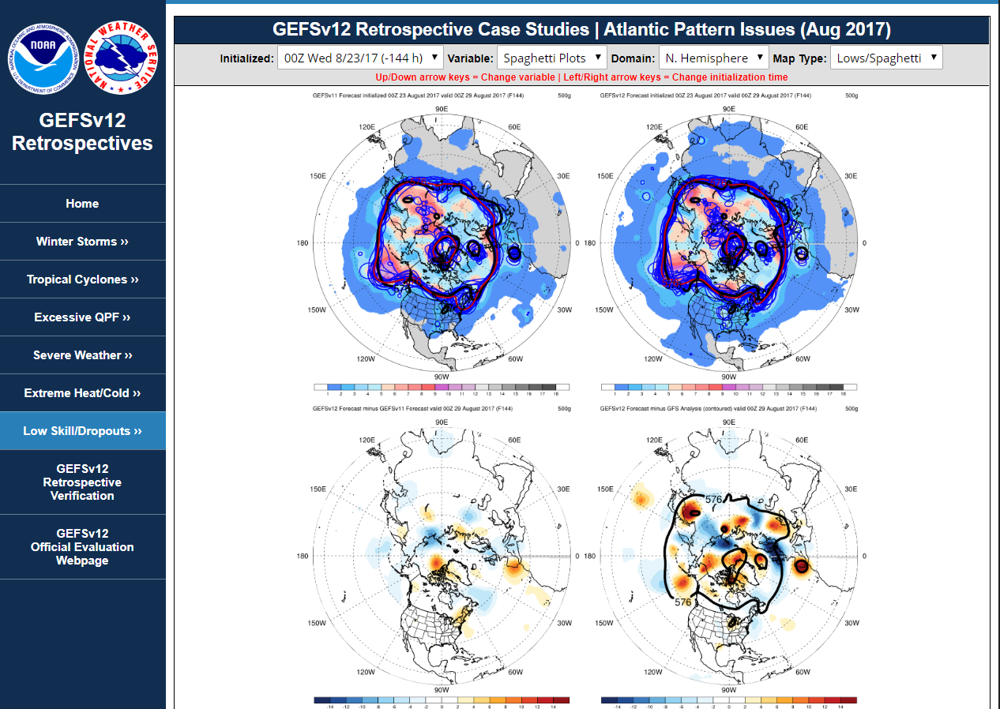 NATIONAL OCEANIC AND ATMOSPHERIC ADMINISTRATION
NOAA
U.S. DEPARTMENT OF COMMERCE
NATIONAL WEATHER SERVICE
GEFSv12
Retrospectives
Home
Winter Storms ››
Tropical Cyclones ››
Excessive QPF ››
Severe Weather ››
Extreme Heat/Cold ››
Low Skill/Dropouts ››
GEFSv12
Retrospective
Verification
GEFSv12
Official Evaluation
Webpage
GEFSv12 Retrospective Case Studies | Atlantic Pattern Issues (Aug 2017)
Initialized: 00Z Wed 8/23/17 (-144 h) Variable: Spaghetti Plots Domain: N. Hemisphere Map Type: Lows/Spaghetti
Up/Down arrow keys = Change variable | Left/Right arrow keys = Change initialization time
GEFSv11 Forecast initialized 00Z 23 August 2017 valid 00Z 29 August 2017 (F144) 500g
90E
120E 60E
150E 30E
180 0
150W 30W
120W 60W
90W
1 2 3 4 5 6 7 8 9 10 11 12 13 14 15 16 17 18
GEFSv12 Forecast initialized 00Z 23 August 2017 valid 00Z 29 August 2017 (F144) 500g
90E
120E 60E
150E 30E
180 0
150W 30W
120W 60W
90W
1 2 3 4 5 6 7 8 9 10 11 12 13 14 15 16 17 18
GEFSv12 Forecast minus GEFSv11 Forecast valid 00Z 29 August 2017 (F144) 500g
90E
120E 60E
150E 30E
180 0
150W 30W
120W 60W
90W
-14 -12 -10 -8 -6 -4 -2 0 2 4 6 8 10 12 14
GEFSv12 Forecast minus GFS Analysis (contoured) valid 00Z 29 August 2017 (F144) 500g
90E
120E 60E
150E 30E
576
180 0
576
150W 30W
120W 60W
90W
-14 -12 -10 -8 -6 -4 -2 0 2 4 6 8 10 12 14